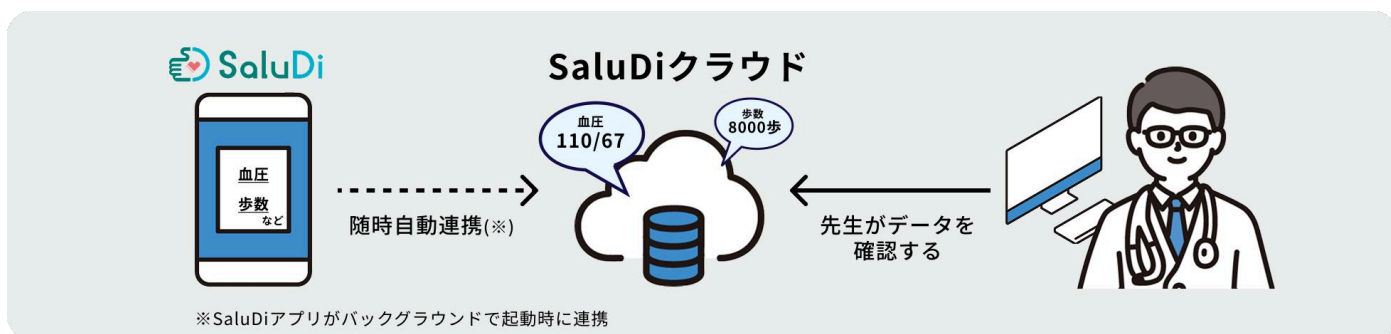 SaluDi
SaluDiクラウド
血圧
110/67
歩数
8000歩
血圧
歩数
など
随時自動連携(※)
先生がデータを
確認する
※SaluDiアプリがバックグラウンドで起動時に連携